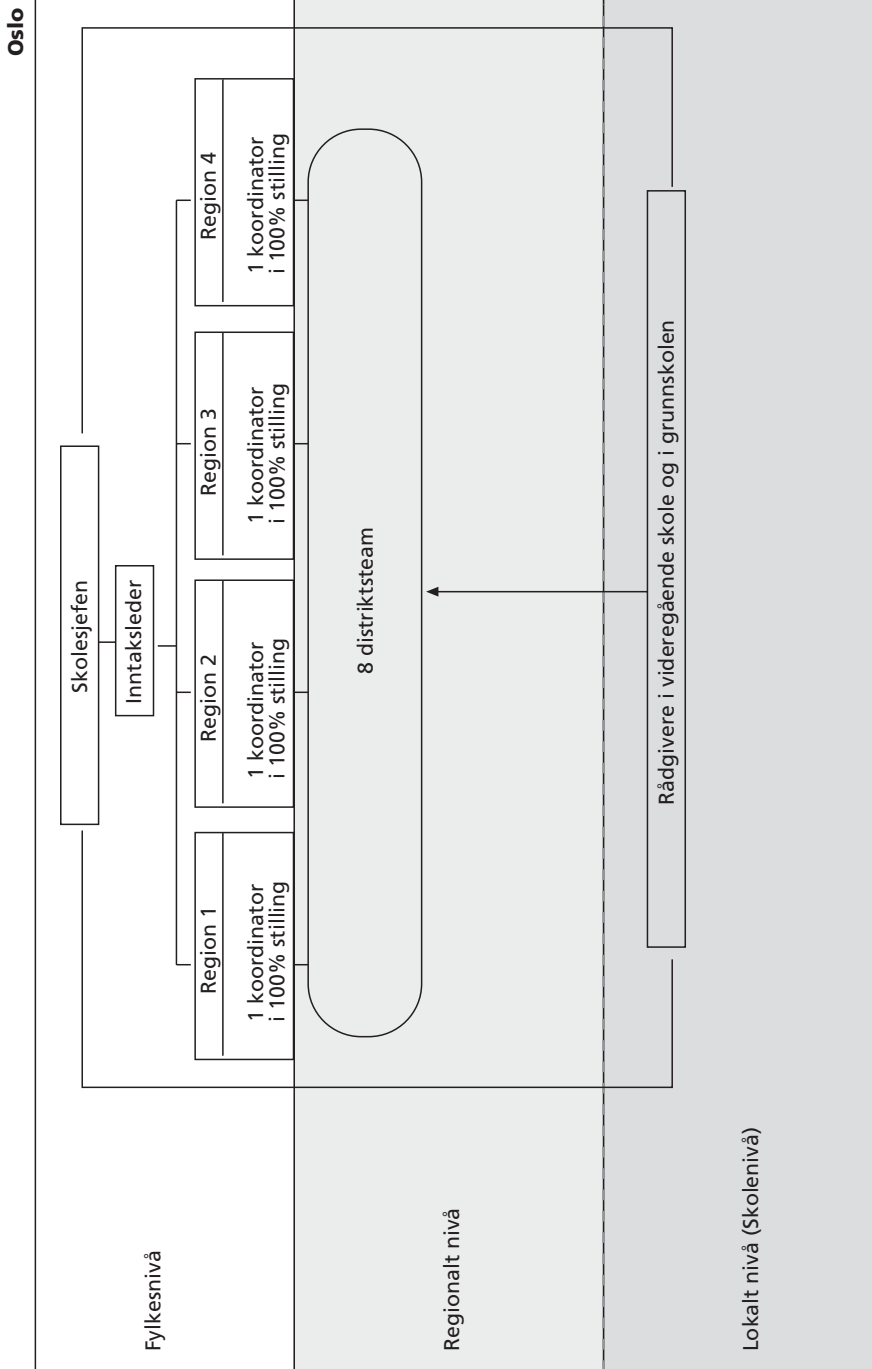 Oslo
Fylkesnivå
Skolesjefen
Inntaksleder
Region 1
1 koordinator
i 100% stilling
Region 2
1 koordinator
i 100% stilling
Region 3
1 koordinator
i 100% stilling
Region 4
1 koordinator
i 100% stilling
Regionalt nivå
8 distriktsteam
Lokalt nivå (Skolenivå)
Rådgivere i videregående skole og i grunnskolen